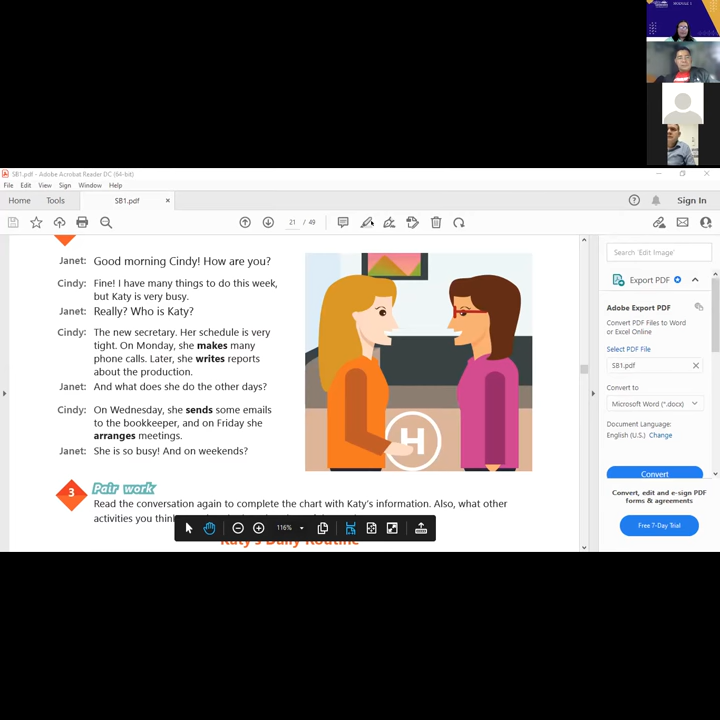 MODULE 1
SB1.pdf - Adobe Acrobat Reader DC (64-bit)
File Edit View Sign Window Help
Home Tools SB1.pdf × Sign In
21 / 49
Search 'Edit Image'
Janet: Good morning Cindy! How are you?
Cindy: Fine! I have many things to do this week,
but Katy is very busy.
Janet: Really? Who is Katy?
Cindy: The new secretary. Her schedule is very
tight. On Monday, she makes many
phone calls. Later, she writes reports
about the production.
Janet: And what does she do the other days?
Cindy: On Wednesday, she sends some emails
to the bookkeeper, and on Friday she
arranges meetings.
Janet: She is so busy! And on weekends?
H
3 Pair work
Read the conversation again to complete the chart with Katy's information. Also, what other
activities you think
Katy's Daily Routine
116%
Export PDF
Adobe Export PDF
Convert PDF Files to Word
or Excel Online
Select PDF File
SB1.pdf
Convert to
Microsoft Word (*.docx)
Document Language:
English (U.S.) Change
Convert
Convert, edit and e-sign PDF
forms & agreements
Free 7-Day Trial